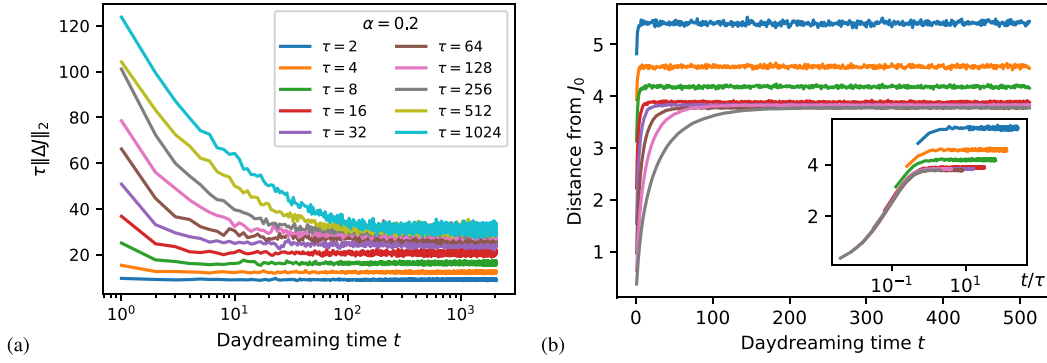 120
100
80
60
40
20
τ||ΔJ||₂
10⁰
10¹
10²
10³
Daydreaming time t
(a)
α = 0,2
τ = 2
τ = 4
τ = 8
τ = 16
τ = 32
τ = 64
τ = 128
τ = 256
τ = 512
τ = 1024
5
4
3
2
1
Distance from J₀
0
100
200
300
400
500
Daydreaming time t
(b)
4
2
10⁻¹
10¹
t/τ